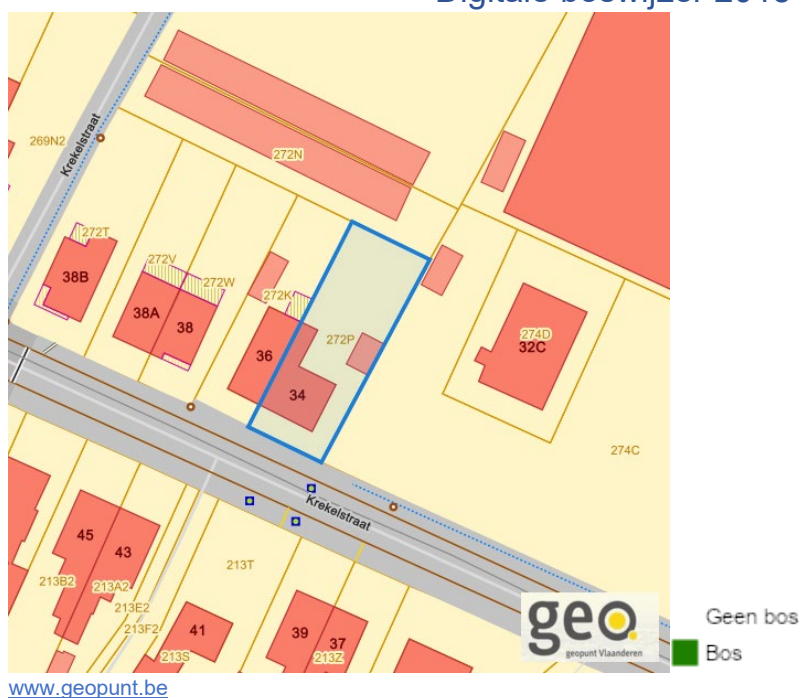 Krekelstraat
269N2
272N
272T
38B
272V
272W
38A
38
272K
36
34
272P
274D
32C
274C
Krekelstraat
45
43
213B2
213A2
213E2
213F2
213T
41
213S
39
37
213Z
geo.
geopunt Vlaanderen
Geen bos
Bos
www.geopunt.be